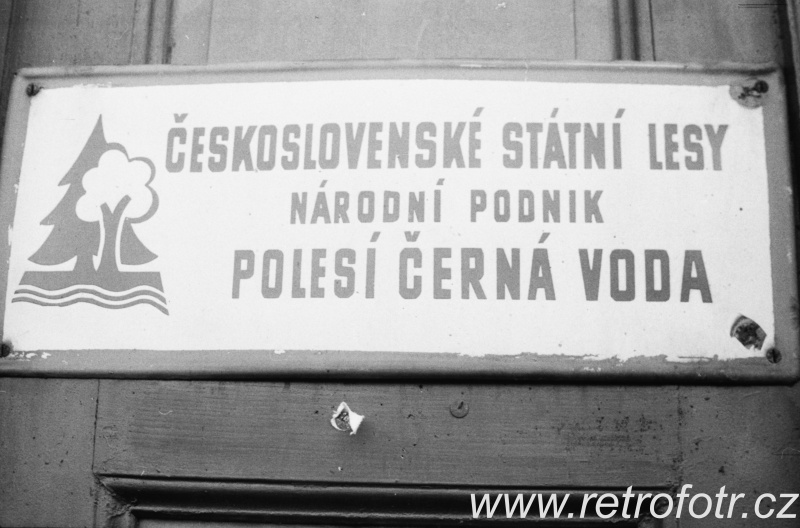 ČESKOSLOVENSKÉ STÁTNÍ LESY
NÁRODNÍ PODNIK
POLESÍ ČERNÁ VODA
www.retrofotr.cz